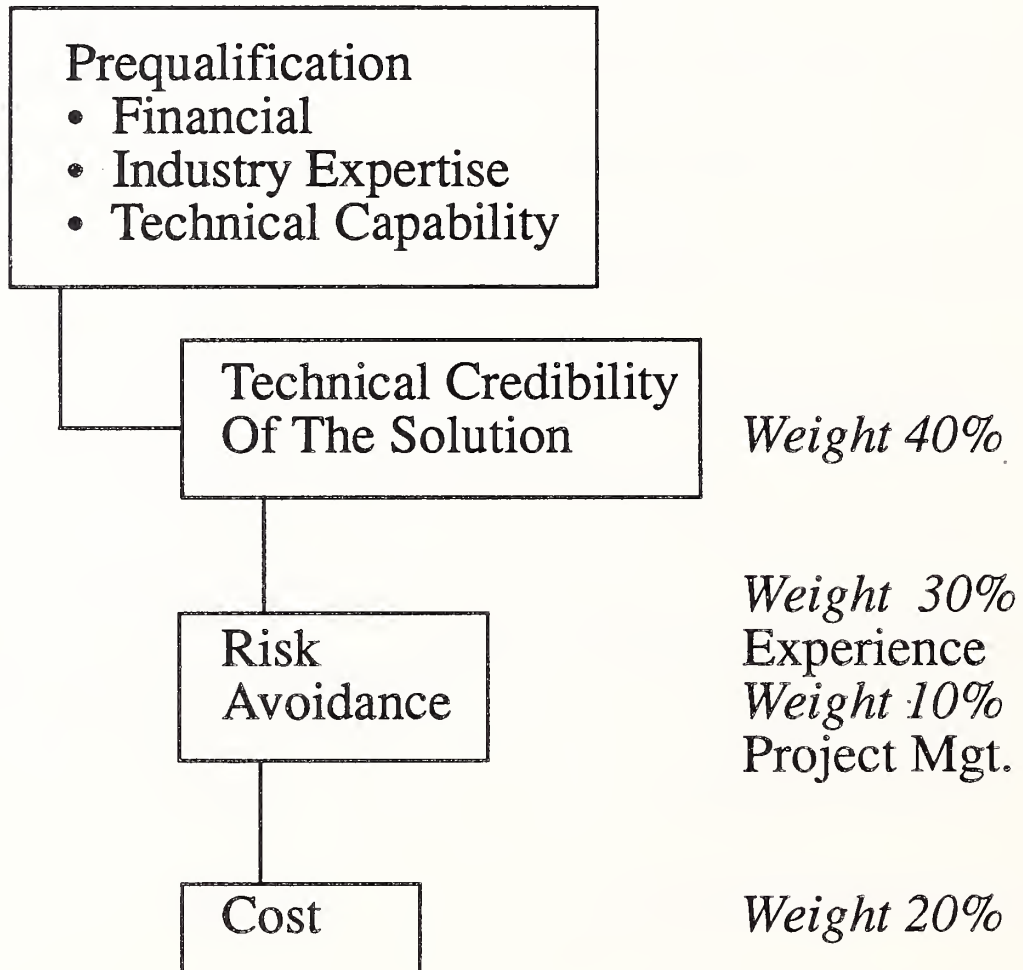 Prequalification
• Financial
• Industry Expertise
• Technical Capability
Technical Credibility
Of The Solution
Weight 40%
Risk
Avoidance
Weight 30%
Experience
Weight 10%
Project Mgt.
Cost
Weight 20%